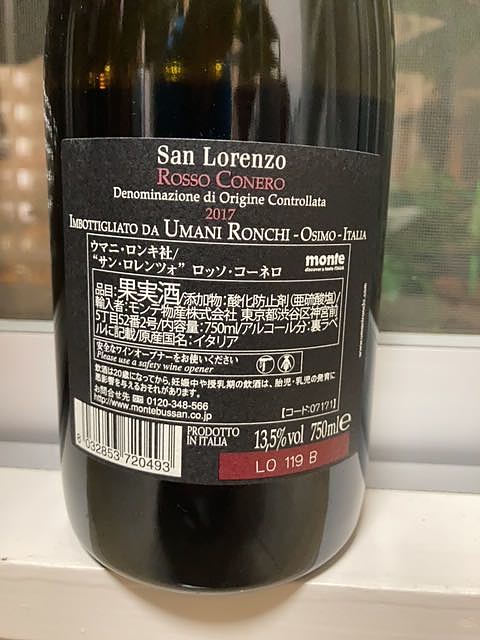 San Lorenzo
ROSSO CONERO
Denominazione di Origine Controllata
2017
IMBOTTIGLIATO DA UMANI RONCHI - OSIMO - ITALIA
ウマニ・ロンキ社/
"サン・ロレンツォ" ロッソ・コーネロ
monte
discover a taste I'kick
品目:果実酒/添加物:酸化防止剤(亜硫酸塩)/
輸入者:モンテ物産株式会社 東京都渋谷区神宮前
5丁目52番2号/内容量:750ml/アルコール分:裏ラベ
ルに記載/原産国名:イタリア
安全なワインオープナーをお使いください
Please use a safety wine opener
飲酒は20歳になってから。妊娠中や授乳期の飲酒は、胎児・乳児の発育に
悪影響を与えるおそれがあります。
お問合せ先 0120-348-566
http://www.montebussan.co.jp
【コード:07171】
8 032853 720493
PRODOTTO
IN ITALIA
13,5%vol 750ml e
LO 119 B